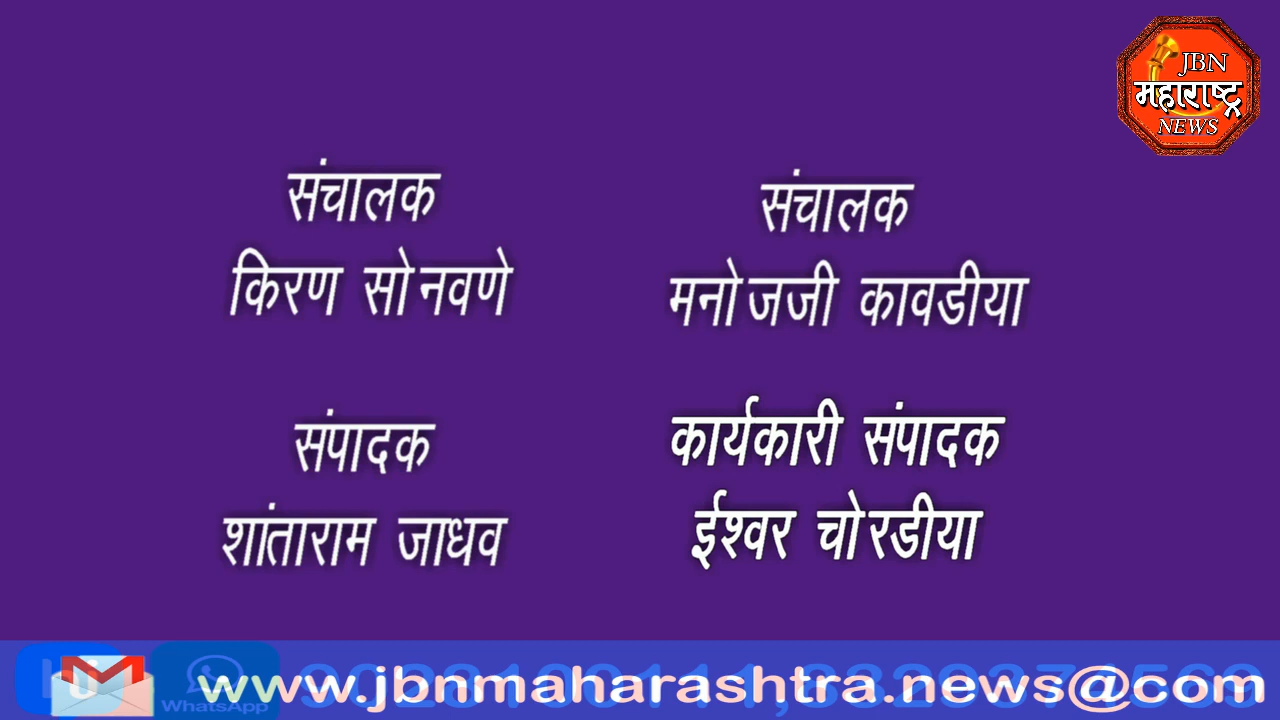 JBN
महाराष्ट्र
NEWS
संचालक
किरण सोनवणे
संचालक
मनोजजी कावडीया
संपादक
शांताराम जाधव
कार्यकारी संपादक
ईश्वर चोरडीया
WhatsApp
www.jbnmaharashtra.news@com